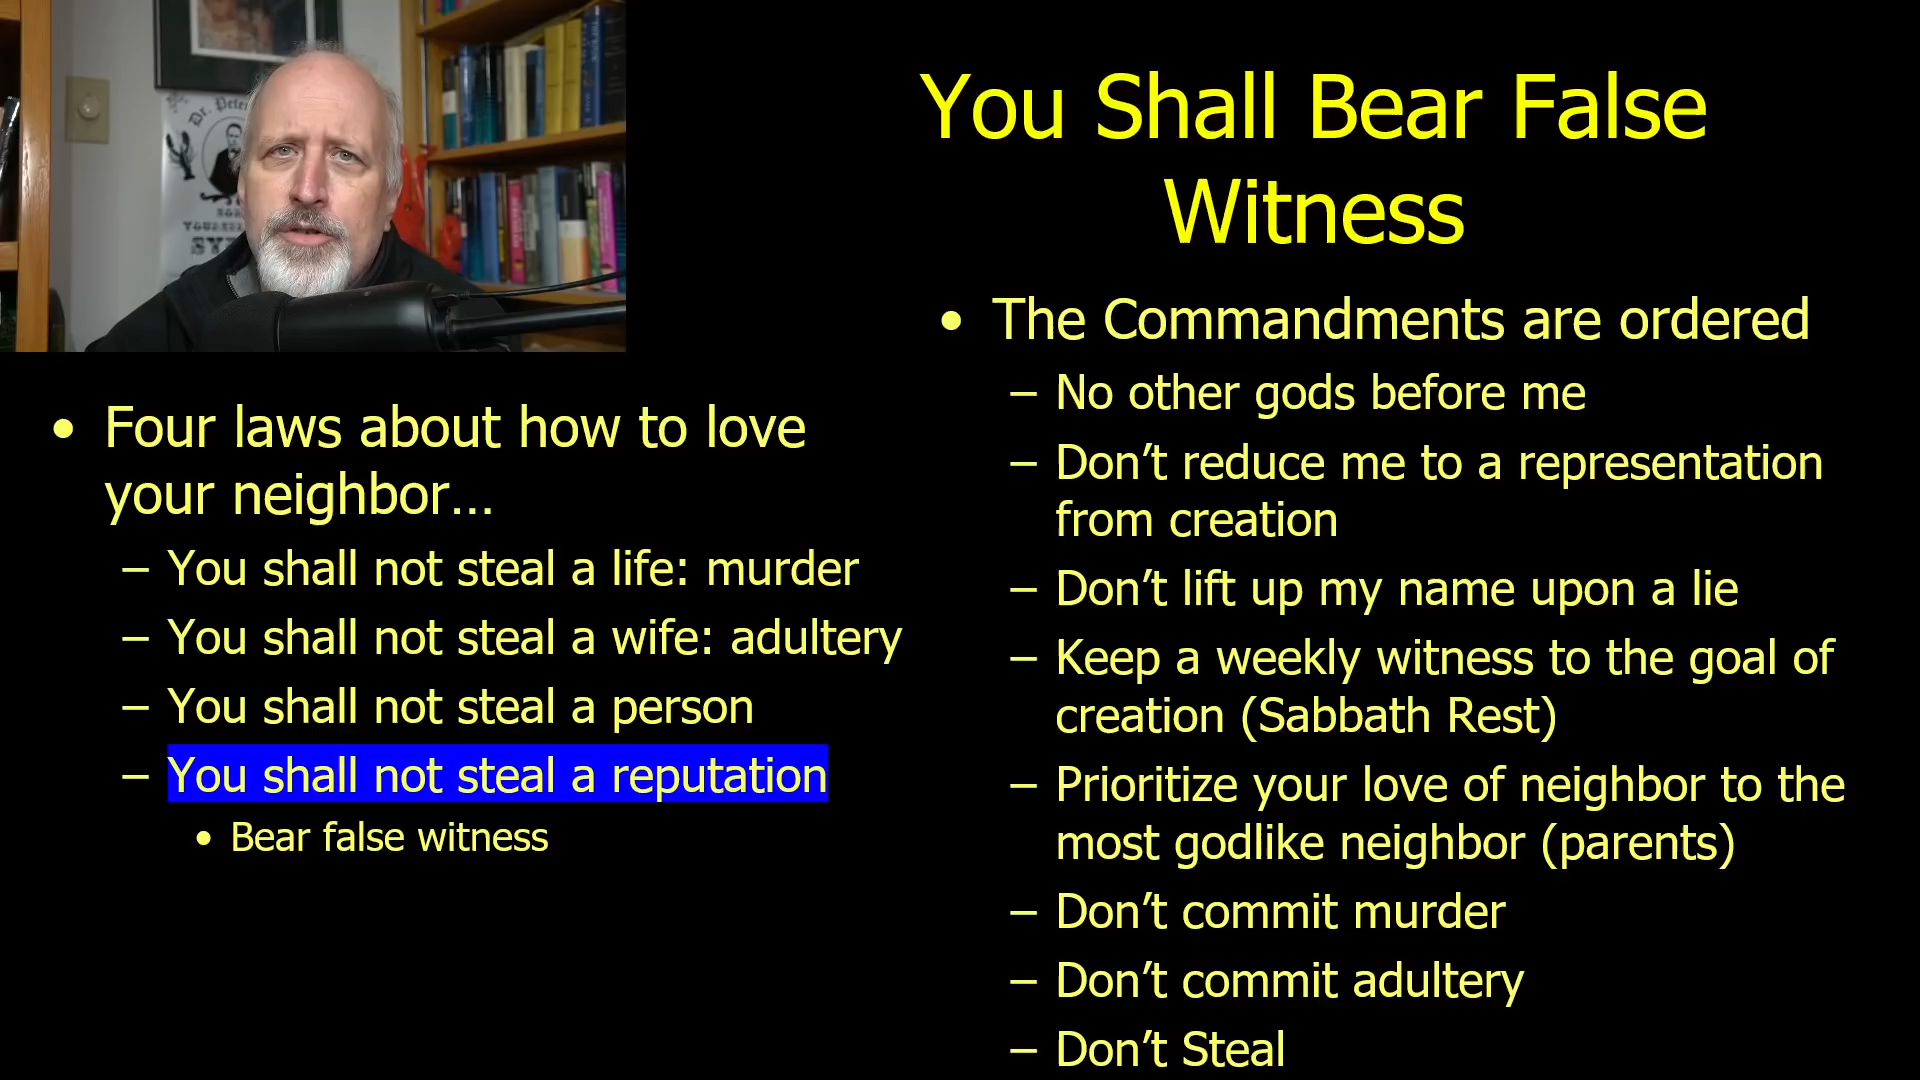 Dr. Peter
YOURSEL
You Shall Bear False
Witness
• Four laws about how to love
your neighbor...
– You shall not steal a life: murder
– You shall not steal a wife: adultery
– You shall not steal a person
– You shall not steal a reputation
• Bear false witness
• The Commandments are ordered
– No other gods before me
– Don’t reduce me to a representation
from creation
– Don’t lift up my name upon a lie
– Keep a weekly witness to the goal of
creation (Sabbath Rest)
– Prioritize your love of neighbor to the
most godlike neighbor (parents)
– Don’t commit murder
– Don’t commit adultery
– Don’t Steal